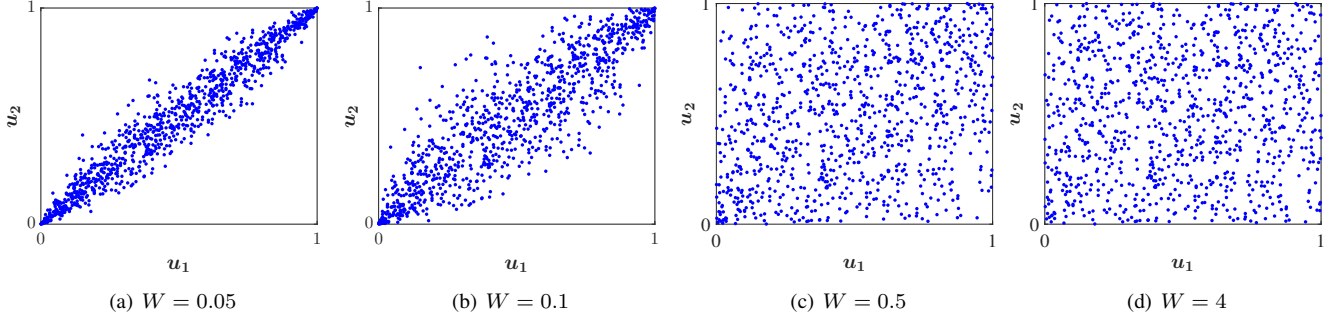 1
u₂
0
0
1
u₁
(a) W = 0.05
1
u₂
0
0
1
u₁
(b) W = 0.1
1
u₂
0
0
1
u₁
(c) W = 0.5
1
u₂
0
0
1
u₁
(d) W = 4